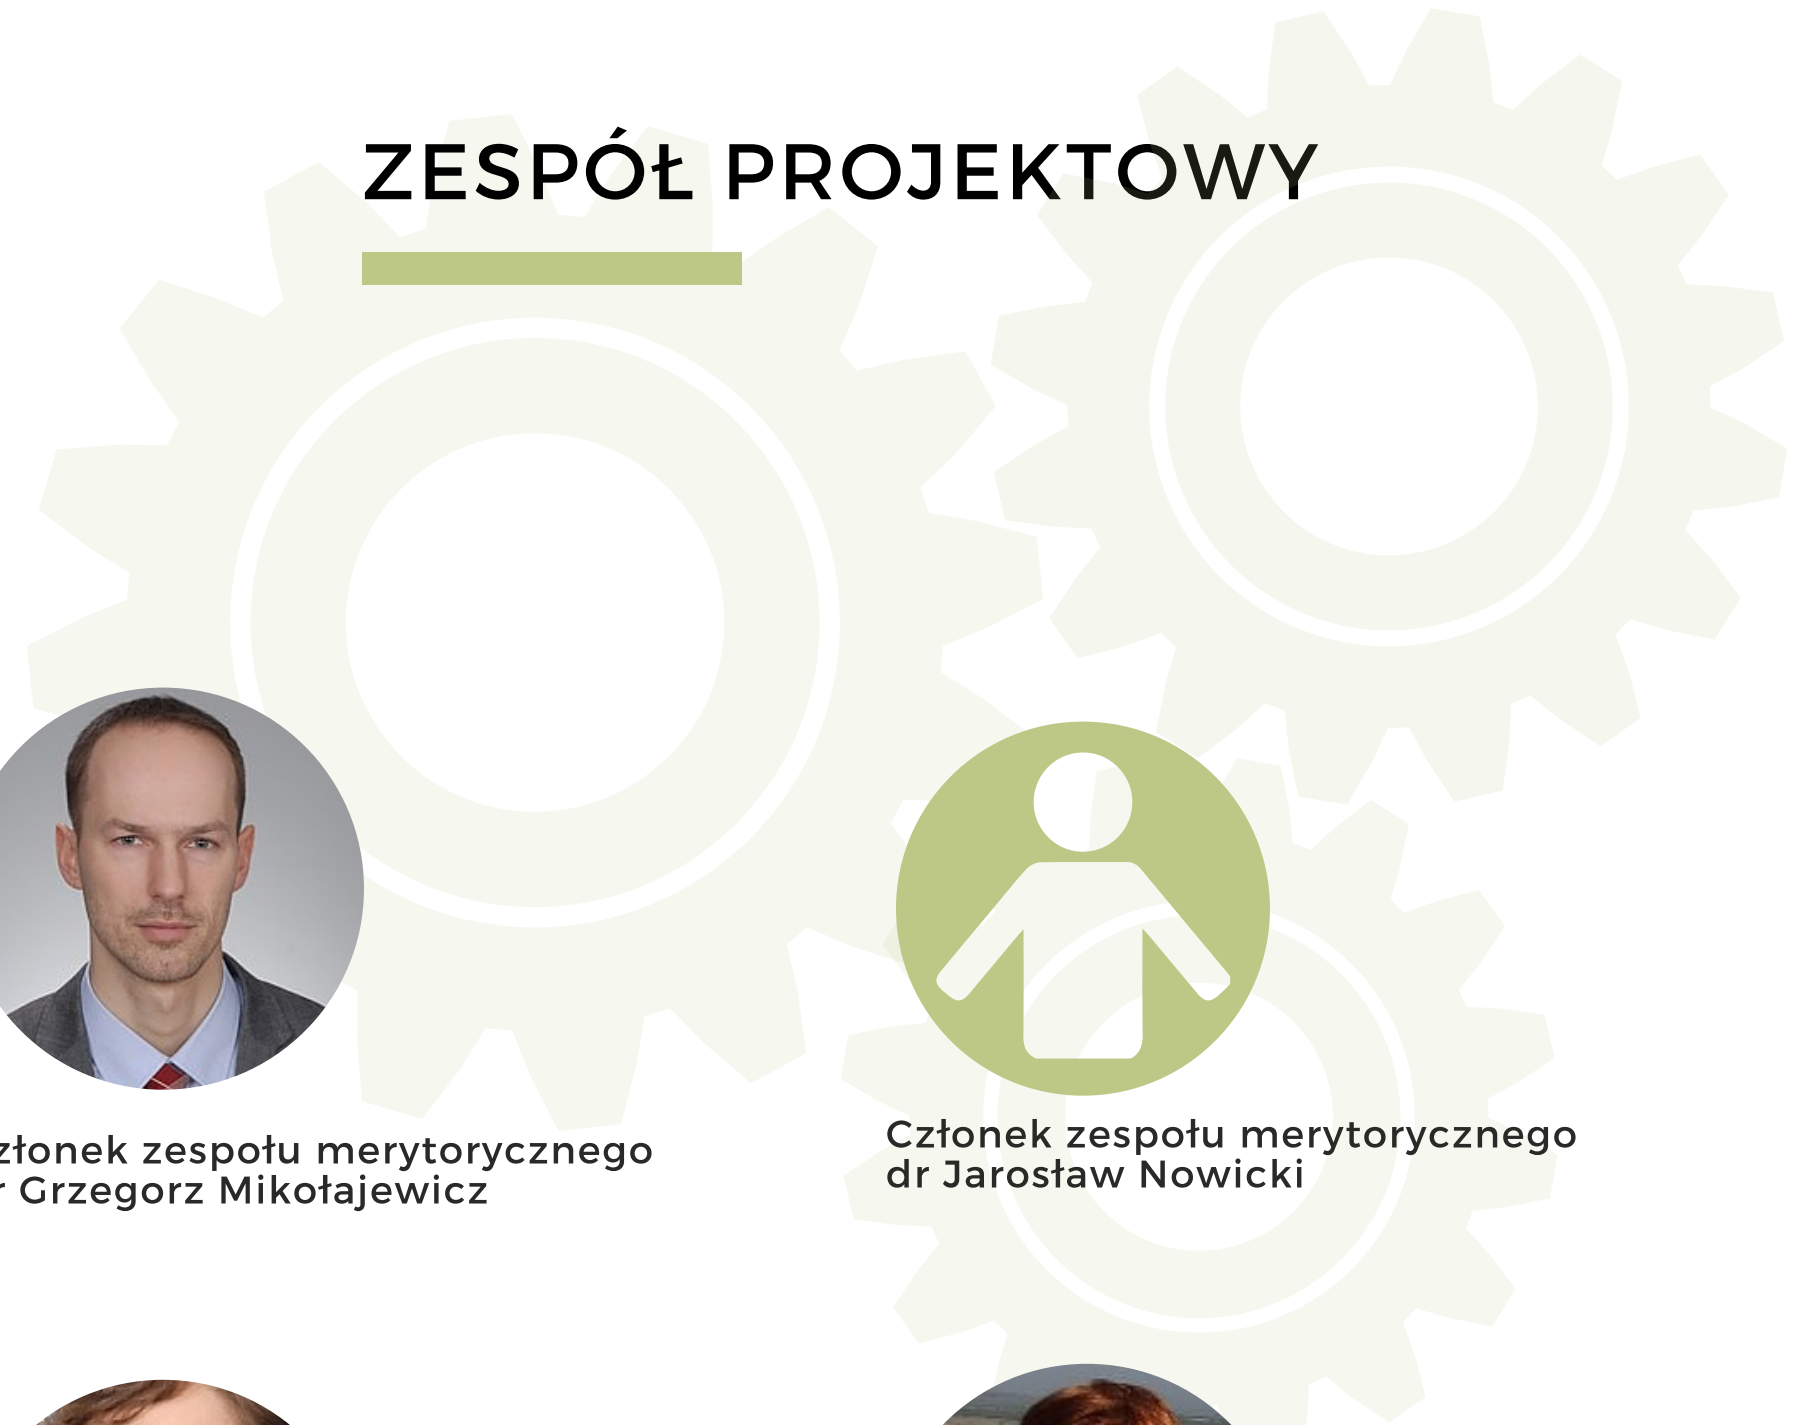 ZESPÓŁ PROJEKTOWY
złonek zespołu merytorycznego
r Grzegorz Mikołajewicz
Członek zespołu merytorycznego
dr Jarosław Nowicki